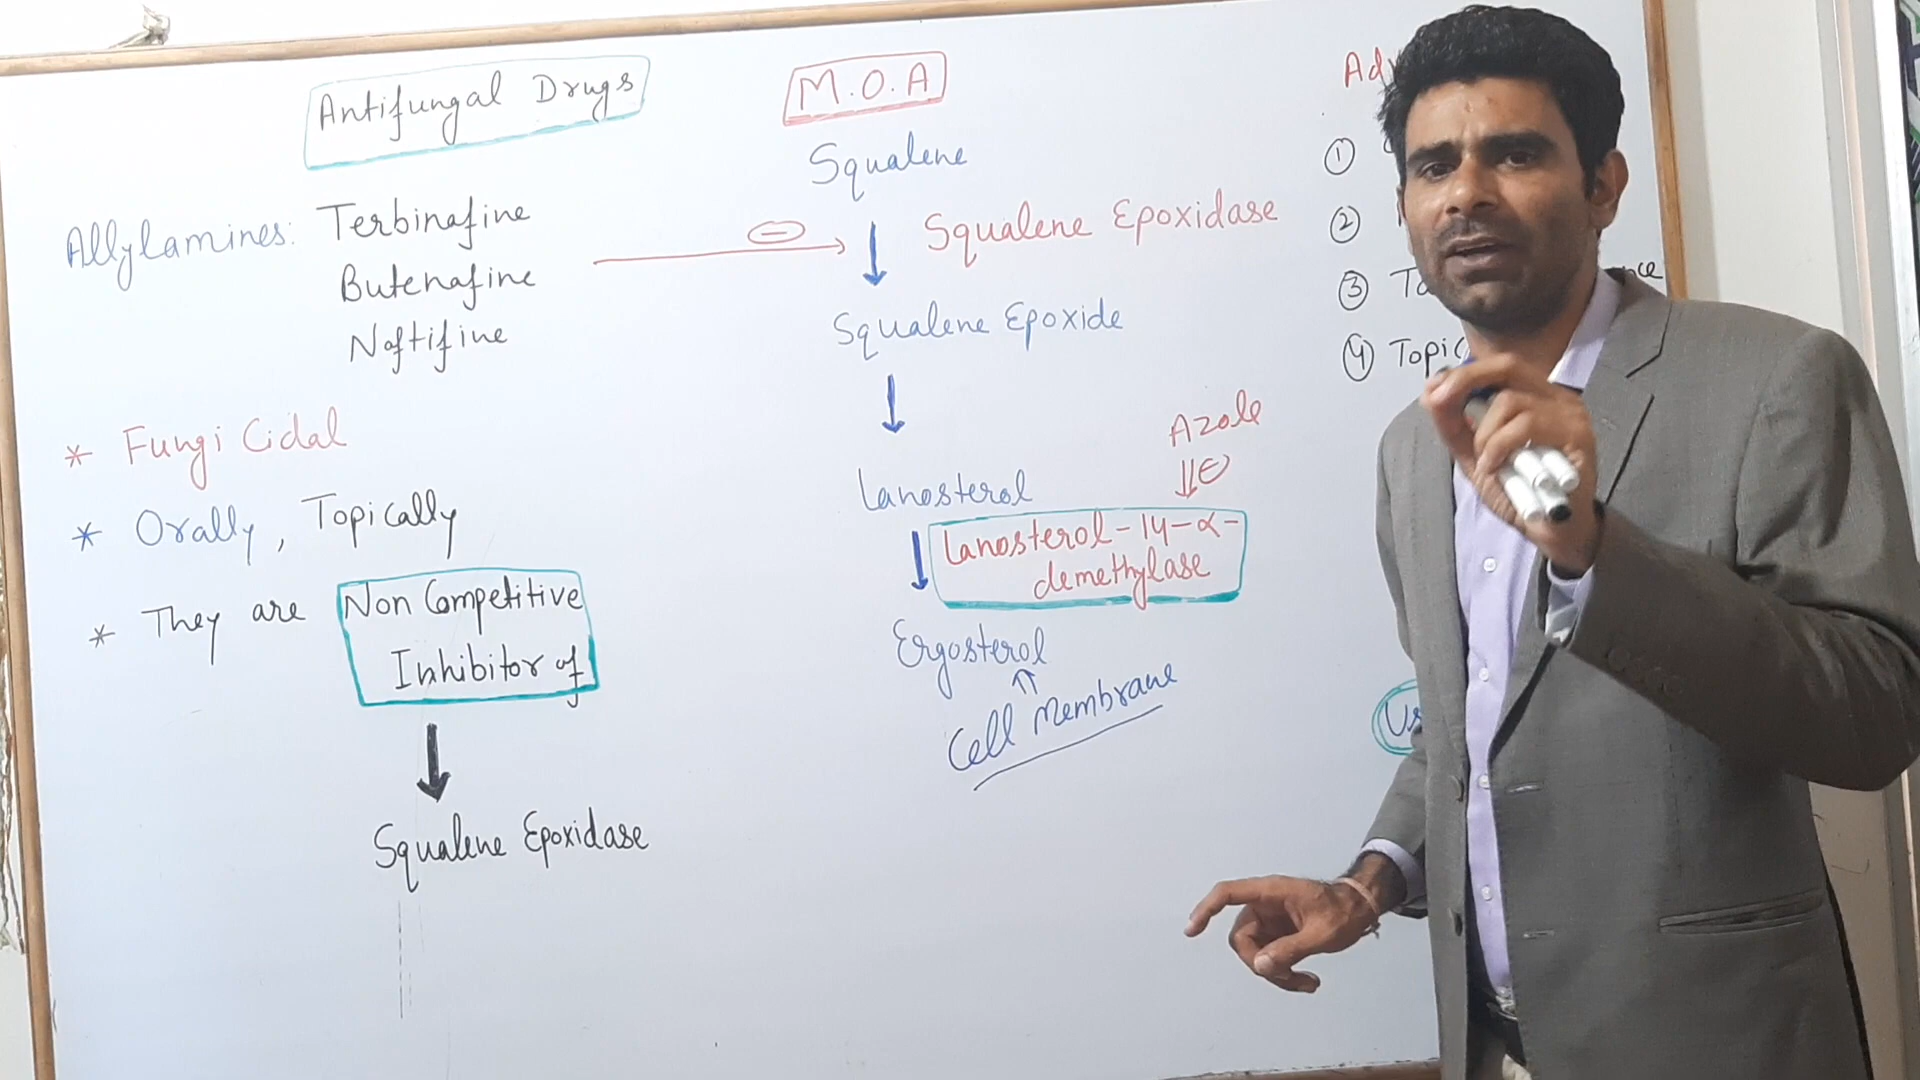 Antifungal Drugs
Allylamines: Terbinafine
Butenafine
Naftifine
* Fungi Cidal
* Orally, Topically
* They are Non Competitive
Inhibitor of
Squalene Epoxidase
M.O.A
Squalene
⊖ Squalene Epoxidase
Squalene Epoxide
Azole
⊖
Lanosterol
Lanosterol-14-α-
demethylase
Ergosterol
Cell Membrane
①
②
③
④